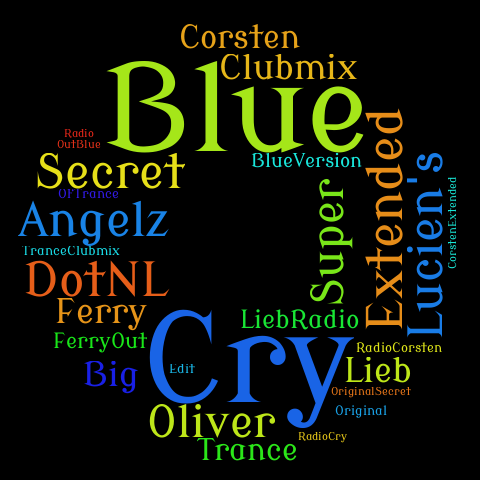 Corsten
Clubmix
Blue
Radio
OutBlue
BlueVersion
Secret
OfTrance
Angelz
TranceClubmix
DotNL
Ferry
FerryOut
Big
Super
Extended
Lucien's
CorstenExtended
LiebRadio
Cry
Edit
RadioCorsten
Lieb
OriginalSecret
Original
Oliver
RadioCry
Trance